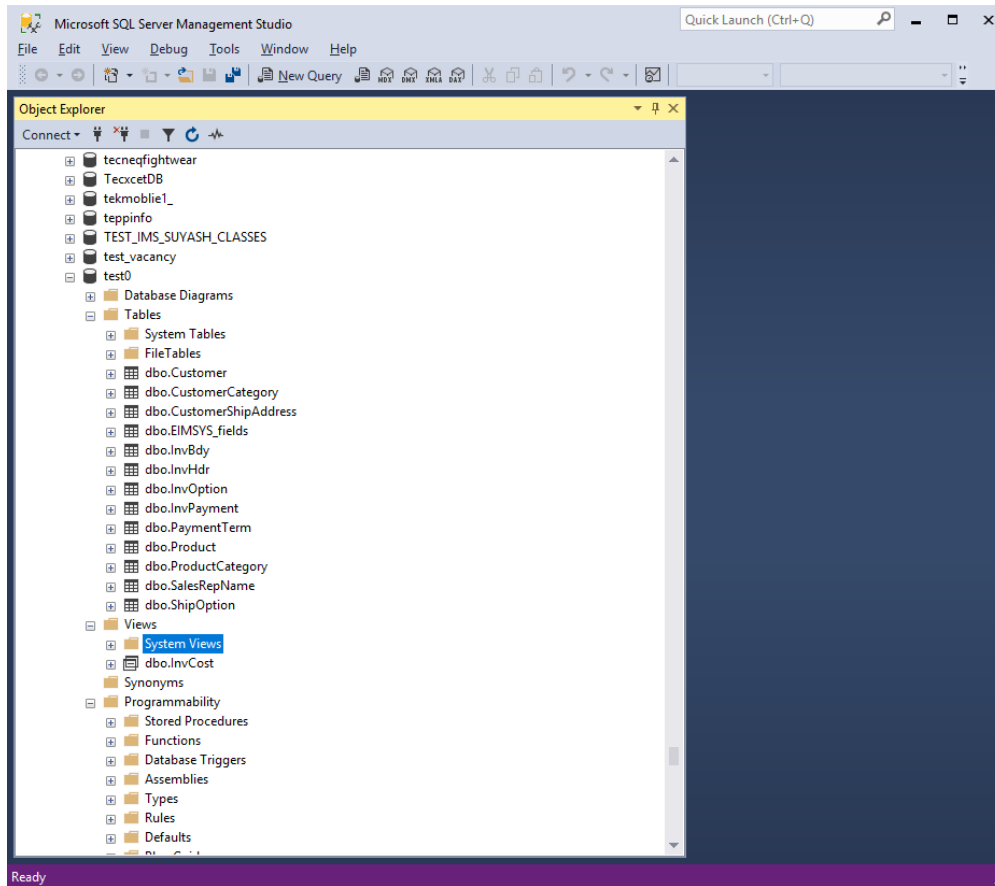 Microsoft SQL Server Management Studio
Quick Launch (Ctrl+Q)
File Edit View Debug Tools Window Help
New Query MDX DMX XMLA DAX
Object Explorer
Connect
tecneqfightwear
TecxcetDB
tekmoblie1_
teppinfo
TEST_IMS_SUYASH_CLASSES
test_vacancy
test0
Database Diagrams
Tables
System Tables
FileTables
dbo.Customer
dbo.CustomerCategory
dbo.CustomerShipAddress
dbo.EIMSYS_fields
dbo.InvBdy
dbo.InvHdr
dbo.InvOption
dbo.InvPayment
dbo.PaymentTerm
dbo.Product
dbo.ProductCategory
dbo.SalesRepName
dbo.ShipOption
Views
System Views
dbo.InvCost
Synonyms
Programmability
Stored Procedures
Functions
Database Triggers
Assemblies
Types
Rules
Defaults
Ready